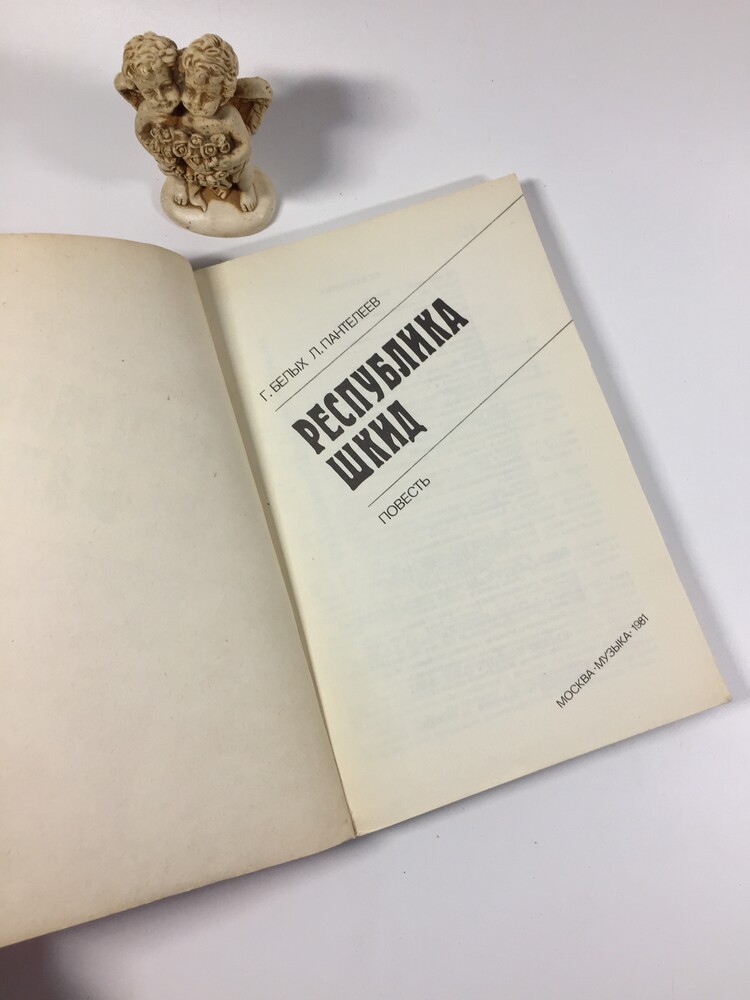 Г. БЕЛЫХ Л. ПАНТЕЛЕЕВ
РЕСПУБЛИКА
ШКИД
ПОВЕСТЬ
МОСКВА·МУЗЫКА·1981